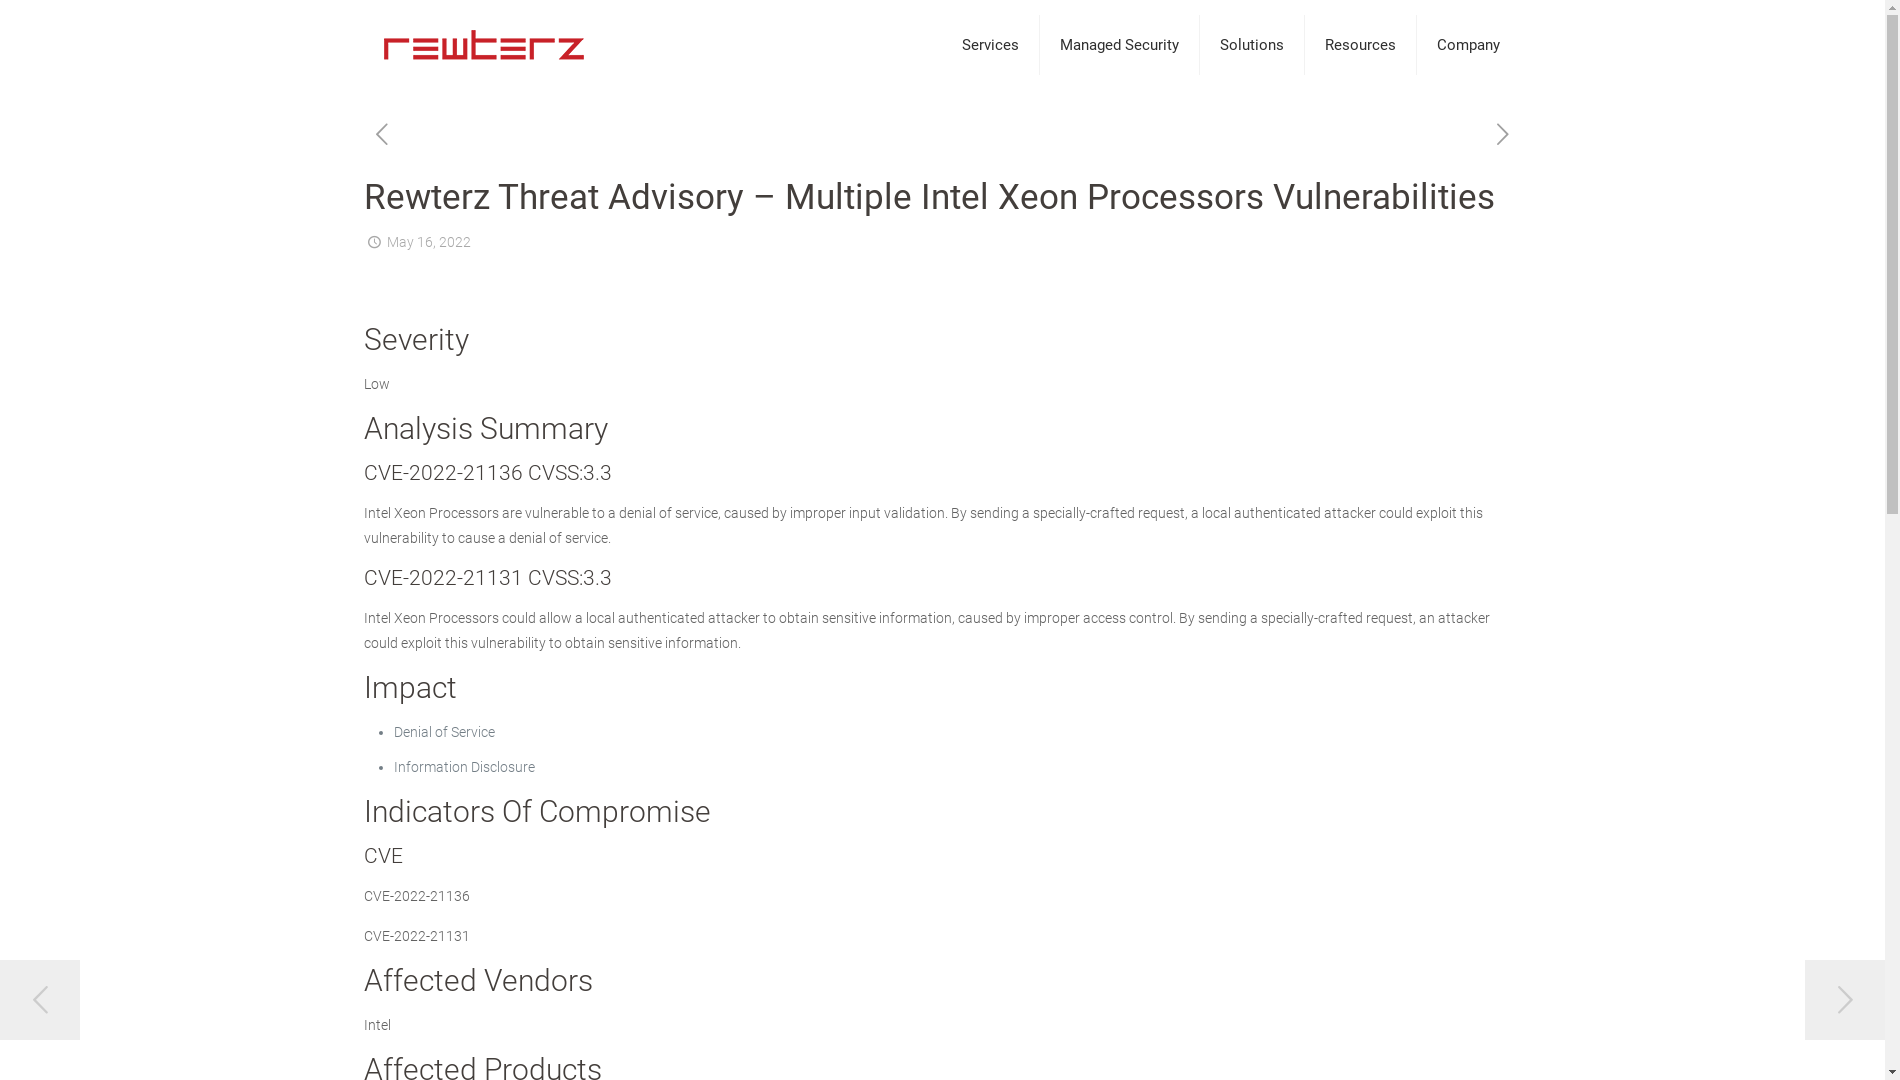 rewterz
Services
Managed Security
Solutions
Resources
Company
Rewterz Threat Advisory – Multiple Intel Xeon Processors Vulnerabilities
May 16, 2022
Severity
Low
Analysis Summary
CVE-2022-21136 CVSS:3.3
Intel Xeon Processors are vulnerable to a denial of service, caused by improper input validation. By sending a specially-crafted request, a local authenticated attacker could exploit this
vulnerability to cause a denial of service.
CVE-2022-21131 CVSS:3.3
Intel Xeon Processors could allow a local authenticated attacker to obtain sensitive information, caused by improper access control. By sending a specially-crafted request, an attacker
could exploit this vulnerability to obtain sensitive information.
Impact
Denial of Service
Information Disclosure
Indicators Of Compromise
CVE
CVE-2022-21136
CVE-2022-21131
Affected Vendors
Intel
Affected Products